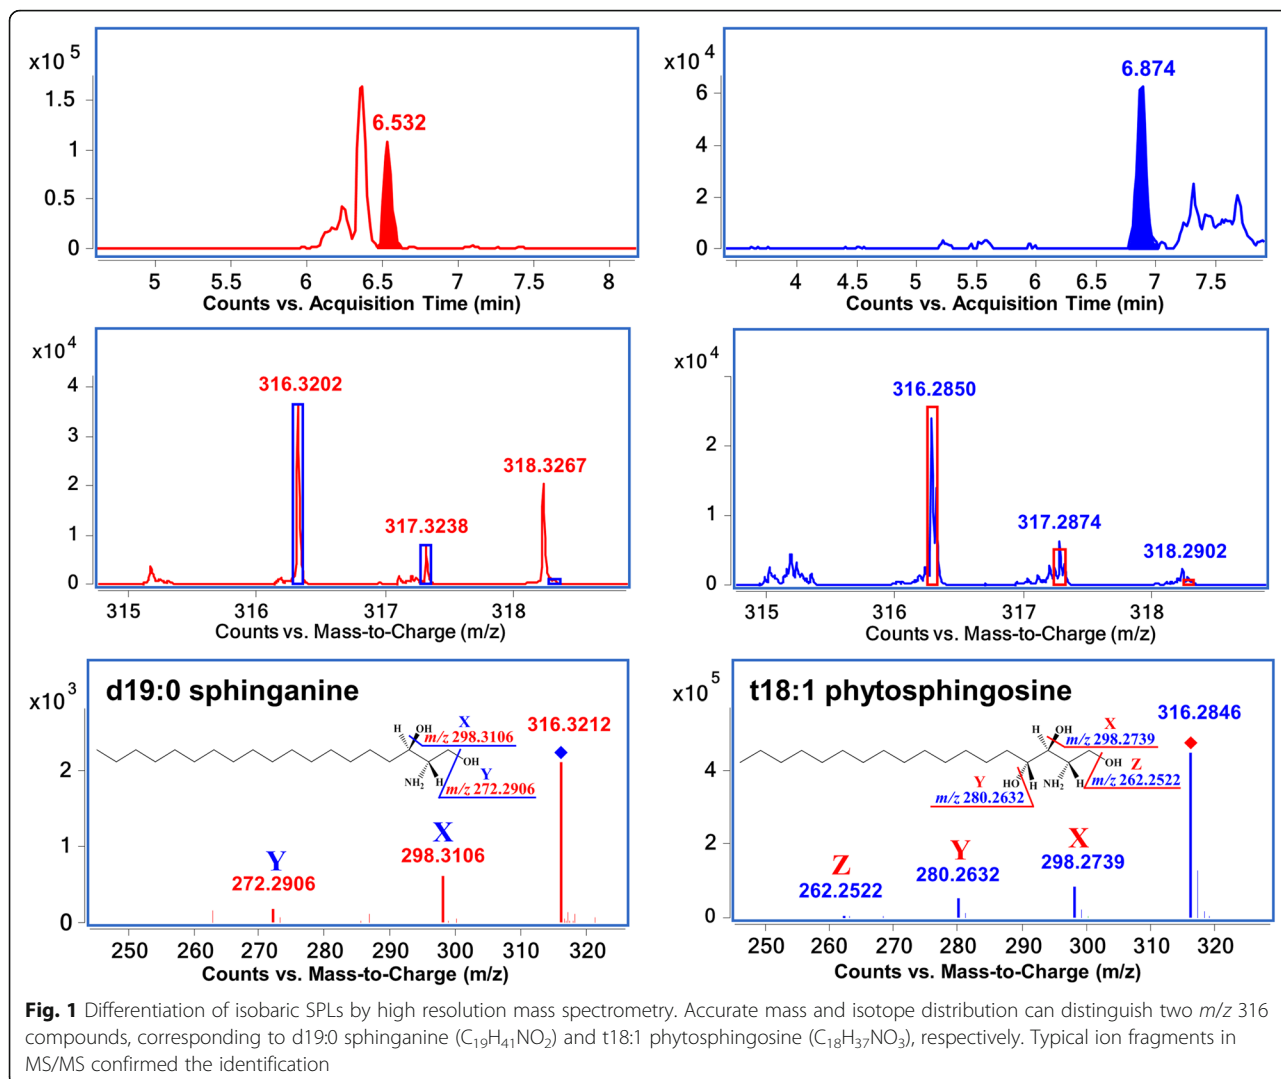 x10 5
1.5
1
0.5
0
6.532
5 5.5 6 6.5 7 7.5 8
Counts vs. Acquisition Time (min)
x10 4
6
4
2
0
6.874
4 4.5 5 5.5 6 6.5 7 7.5
Counts vs. Acquisition Time (min)
x10 4
4
3
2
1
0
316.3202
317.3238
318.3267
315 316 317 318
Counts vs. Mass-to-Charge (m/z)
x10 4
2
1
0
316.2850
317.2874
318.2902
315 316 317 318
Counts vs. Mass-to-Charge (m/z)
x10 3
2
1
0
d19:0 sphinganine
H OH
X
m/z 298.3106
OH
NH₂ H
Y
m/z 272.2906
316.3212
X
298.3106
Y
272.2906
250 260 270 280 290 300 310 320
Counts vs. Mass-to-Charge (m/z)
x10 5
4
2
0
t18:1 phytosphingosine
H OH
X
m/z 298.2739
OH
Z
m/z 262.2522
HO H NH₂ H
Y
m/z 280.2632
316.2846
X
298.2739
Y
280.2632
Z
262.2522
250 260 270 280 290 300 310 320
Counts vs. Mass-to-Charge (m/z)
Fig. 1 Differentiation of isobaric SPLs by high resolution mass spectrometry. Accurate mass and isotope distribution can distinguish two m/z 316
compounds, corresponding to d19:0 sphinganine (C₁₉H₄₁NO₂) and t18:1 phytosphingosine (C₁₈H₃₇NO₃), respectively. Typical ion fragments in
MS/MS confirmed the identification